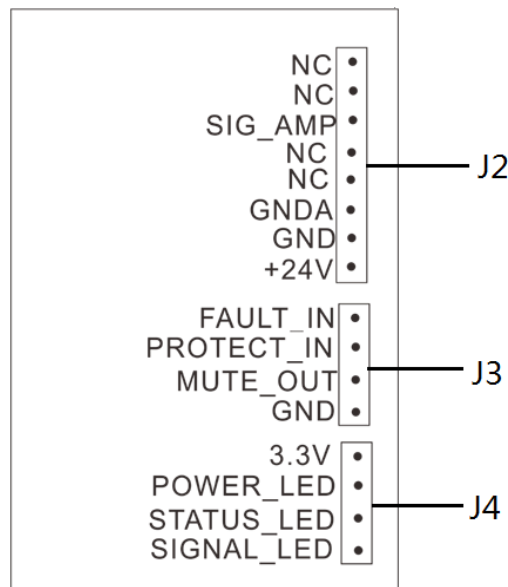 NC
NC
SIG_AMP
NC
NC
GNDA
GND
+24V
J2
FAULT_IN
PROTECT_IN
MUTE_OUT
GND
J3
3.3V
POWER_LED
STATUS_LED
SIGNAL_LED
J4